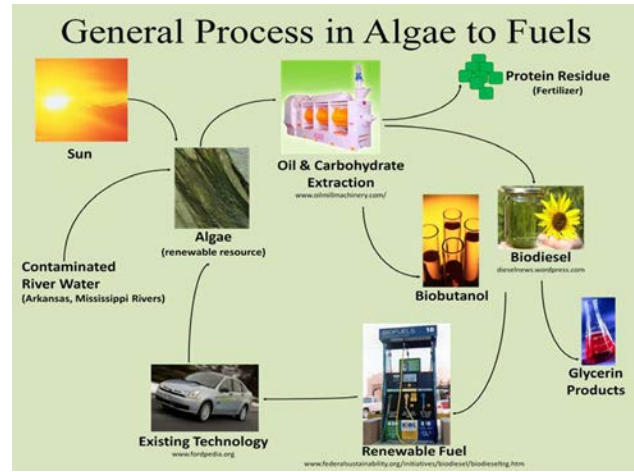 General Process in Algae to Fuels
Protein Residue
(Fertilizer)
Sun
Oil & Carbohydrate
Extraction
www.oilmillmachinery.com/
Algae
(renewable resource)
Biodiesel
dieselnews.wordpress.com
Contaminated
River Water
(Arkansas, Mississippi Rivers)
Biobutanol
BIOFUELS
Glycerin
Products
Existing Technology
www.fordpedia.org
Renewable Fuel
www.federalsustainability.org/initiatives/biodiesel/biodieseltng.htm